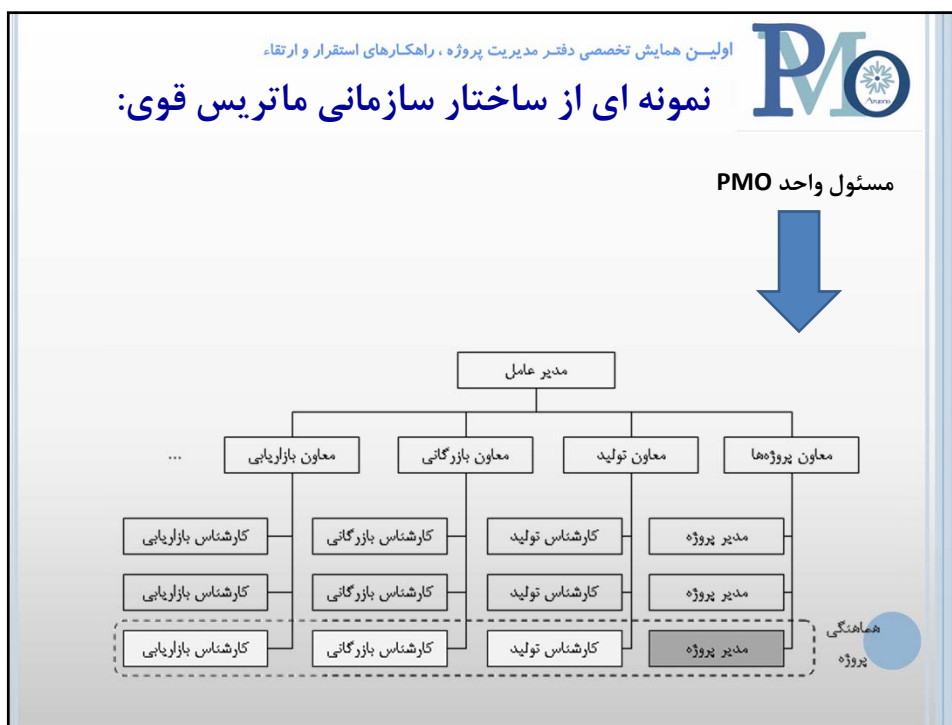 PMO
اولیــن همایش تخصصی دفتـر مدیریت پروژه ، راهکـارهای استقرار و ارتقاء
نمونه ای از ساختار سازمانی ماتریس قوی:
مسئول واحد PMO
مدیر عامل
معاون پروژه‌ها
معاون تولید
معاون بازرگانی
معاون بازاریابی
...
مدیر پروژه
کارشناس تولید
کارشناس بازرگانی
کارشناس بازاریابی
مدیر پروژه
کارشناس تولید
کارشناس بازرگانی
کارشناس بازاریابی
هماهنگی
پروژه
مدیر پروژه
کارشناس تولید
کارشناس بازرگانی
کارشناس بازاریابی